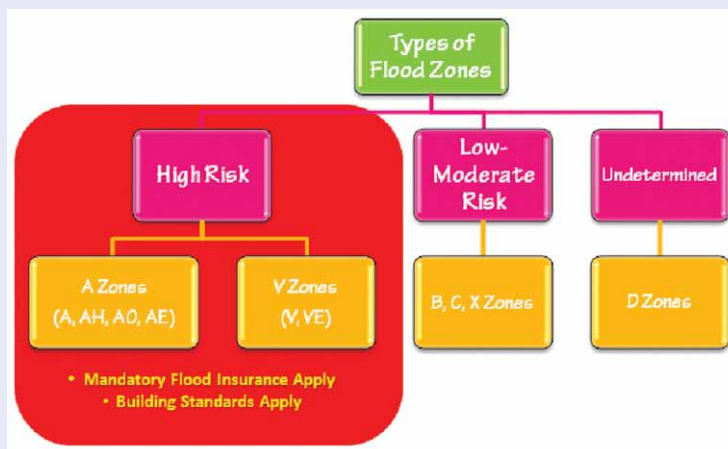 Types of
Flood Zones
High Risk
Low-
Moderate
Risk
Undetermined
A Zones
(A, AH, AO, AE)
V Zones
(V, VE)
B, C, X Zones
D Zones
• Mandatory Flood Insurance Apply
• Building Standards Apply